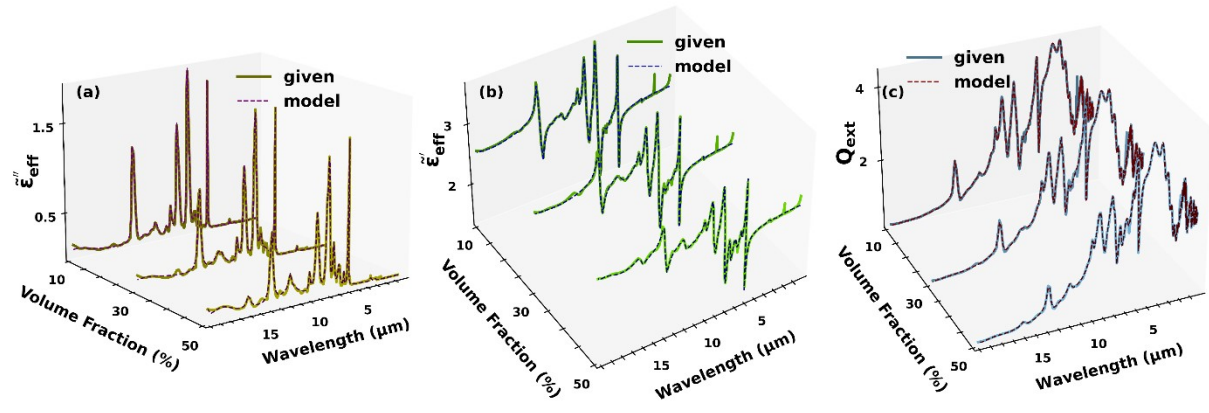 (a)
given
model
1.5
0.5
ε̃''eff
10
30
50
Volume Fraction (%)
15
10
5
Wavelength (μm)
(b)
given
model
3
2
ε̃'eff
10
20
30
40
50
Volume Fraction (%)
15
10
5
Wavelength (μm)
(c)
given
model
4
2
Qext
10
30
50
Volume Fraction (%)
15
10
5
Wavelength (μm)